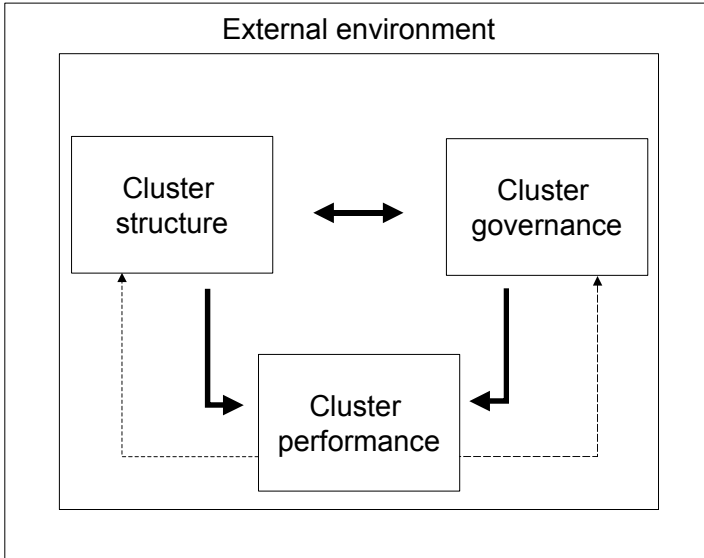 External environment
Cluster
structure
Cluster
governance
Cluster
performance